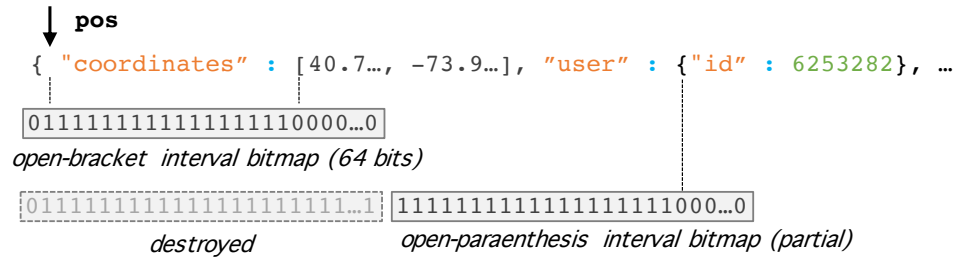 pos
{ "coordinates” : [40.7…, -73.9…], ”user” : {"id” : 6253282}, …
0111111111111111110000…0
open-bracket interval bitmap (64 bits)
0111111111111111111111…1 1111111111111111111000…0
destroyed open-paraenthesis interval bitmap (partial)